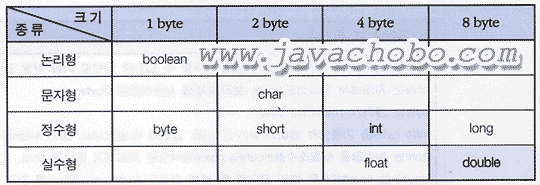 크기
종류
1 byte 2 byte 4 byte 8 byte
논리형 boolean
www.javachobo.com
문자형 char
정수형 byte short int long
실수형 float double